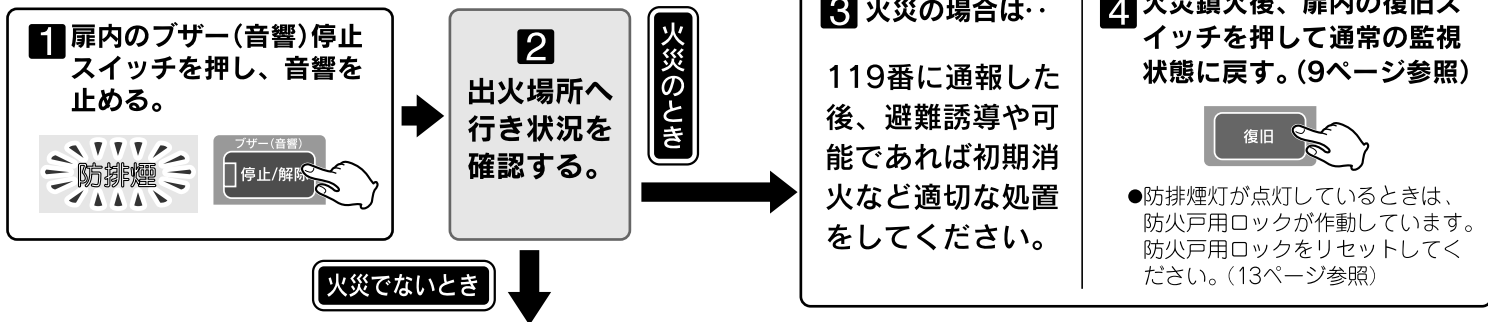 1 扉内のブザー(音響)停止
スイッチを押し、音響を
止める。
防排煙
ブザー(音響)
停止/解除
2
出火場所へ
行き状況を
確認する。
火災のとき
火災でないとき
3 火災の場合は‥
119番に通報した
後、避難誘導や可
能であれば初期消
火など適切な処置
をしてください。
4 火災鎮火後、扉内の復旧ス
イッチを押して通常の監視
状態に戻す。(9ページ参照)
復旧
●防排煙灯が点灯しているときは、
防火戸用ロックが作動しています。
防火戸用ロックをリセットしてく
ださい。(13ページ参照)